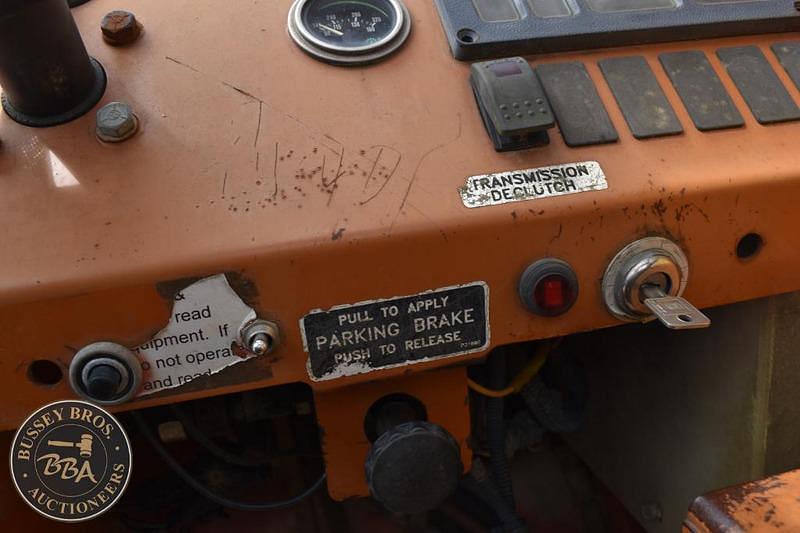 TRANSMISSION
DECLUTCH
&
read
uipment. If
o not opera
and read
PULL TO APPLY
PARKING BRAKE
PUSH TO RELEASE
BUSSEY BROS.
BBA
AUCTIONEERS